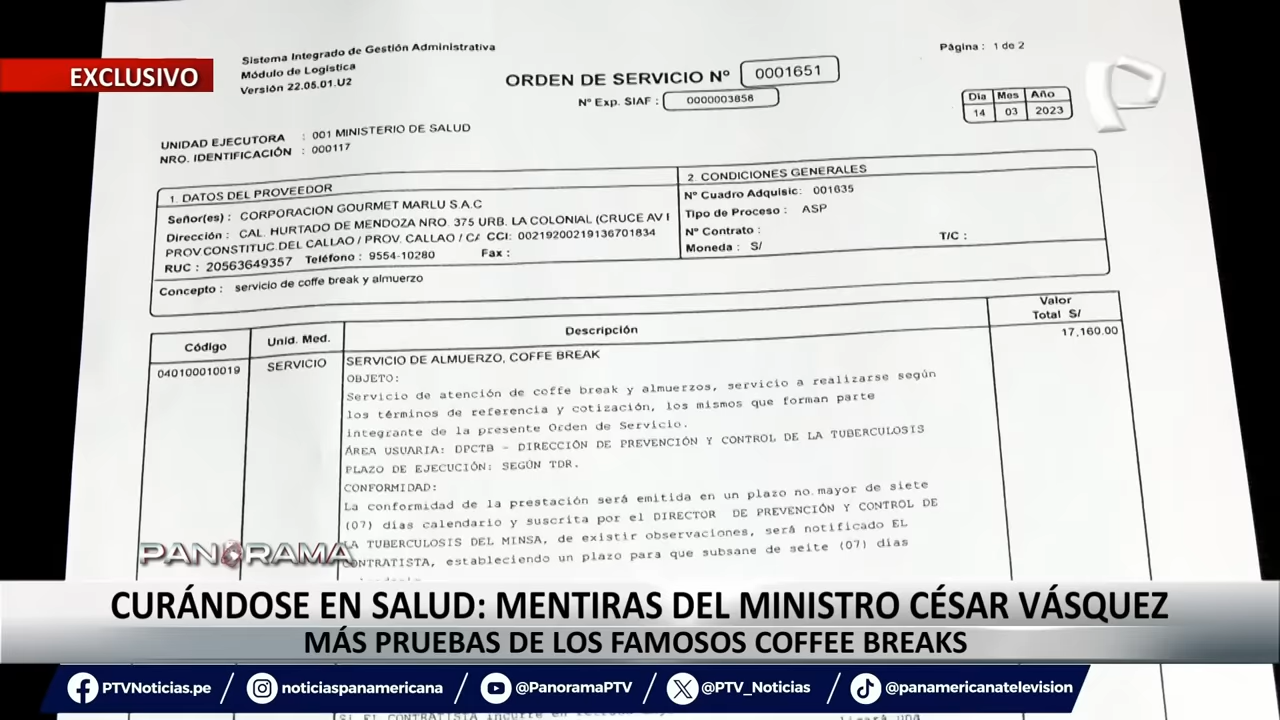 EXCLUSIVO
Sistema Integrado de Gestión Administrativa
Módulo de Logística
Versión 22.05.01.U2
Página : 1 de 2
ORDEN DE SERVICIO Nº 0001651
Nº Exp. SIAF : 0000003858
Dia Mes Año
14 03 2023
UNIDAD EJECUTORA : 001 MINISTERIO DE SALUD
NRO. IDENTIFICACIÓN : 000117
1. DATOS DEL PROVEEDOR
Señor(es) : CORPORACION GOURMET MARLU S.A.C
Dirección : CAL. HURTADO DE MENDOZA NRO. 375 URB. LA COLONIAL (CRUCE AV
PROV.CONSTITUC.DEL CALLAO / PROV. CALLAO / CA CCI: 00219200219136701834
RUC : 20563649357 Teléfono : 9554-10280 Fax :
Concepto : servicio de coffe break y almuerzo
2. CONDICIONES GENERALES
Nº Cuadro Adquisic: 001635
Tipo de Proceso : ASP
Nº Contrato :
Moneda : S/ T/C :
Código Unid. Med. Descripción Valor Total S/
040100010019 SERVICIO SERVICIO DE ALMUERZO, COFFE BREAK 17,160.00
OBJETO:
Servicio de atención de coffe break y almuerzos, servicio a realizarse según
los términos de referencia y cotización, los mismos que forman parte
integrante de la presente Orden de Servicio.
ÁREA USUARIA: DPCTB - DIRECCIÓN DE PREVENCIÓN Y CONTROL DE LA TUBERCULOSIS
PLAZO DE EJECUCIÓN: SEGÚN TDR.
CONFORMIDAD:
La conformidad de la prestación será emitida en un plazo no mayor de siete
(07) días calendario y suscrita por el DIRECTOR DE PREVENCIÓN Y CONTROL DE
LA TUBERCULOSIS DEL MINSA, de existir observaciones, será notificado EL
CONTRATISTA, estableciendo un plazo para que subsane de seite (07) días
PANORAMA
CURÁNDOSE EN SALUD: MENTIRAS DEL MINISTRO CÉSAR VÁSQUEZ
MÁS PRUEBAS DE LOS FAMOSOS COFFEE BREAKS
PTVNoticias.pe noticiaspanamericana @PanoramaPTV @PTV_Noticias @panamericanatelevision